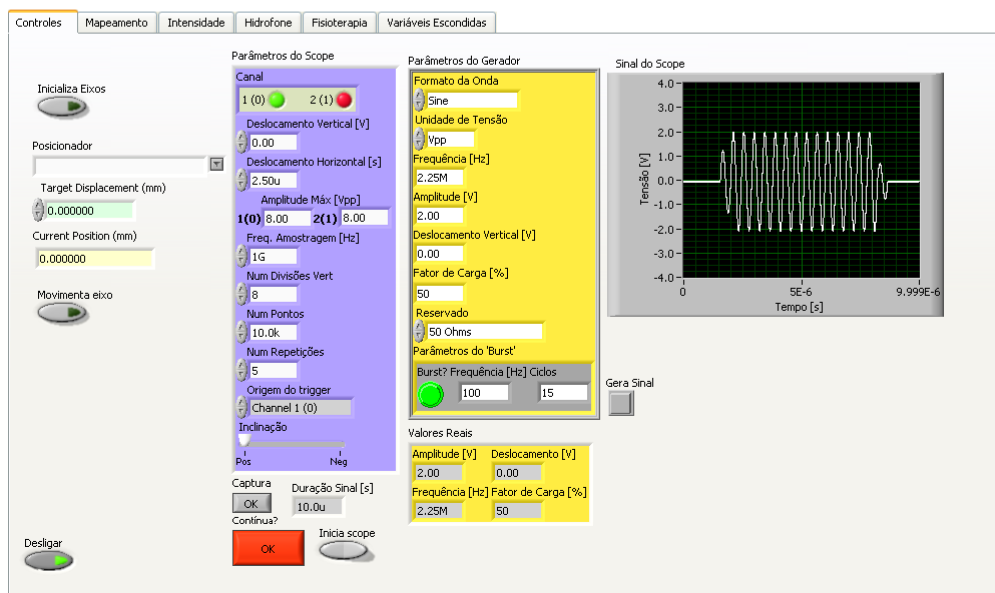 Controles
Mapeamento
Intensidade
Hidrofone
Fisioterapia
Variáveis Escondidas
Inicializa Eixos
Posicionador
Target Displacement (mm)
0.000000
Current Position (mm)
0.000000
Movimenta eixo
Desligar
Parâmetros do Scope
Canal
1 (0) 2 (1)
Deslocamento Vertical [V]
0.00
Deslocamento Horizontal [s]
2.50u
Amplitude Máx [Vpp]
1(0) 8.00 2(1) 8.00
Freq. Amostragem [Hz]
1G
Num Divisões Vert
8
Num Pontos
10.0k
Num Repetições
5
Origem do trigger
Channel 1 (0)
Inclinação
Pos Neg
Captura
OK
Duração Sinal [s]
10.0u
Contínua?
OK
Inicia scope
Parâmetros do Gerador
Formato da Onda
Sine
Unidade de Tensão
Vpp
Frequência [Hz]
2.25M
Amplitude [V]
2.00
Deslocamento Vertical [V]
0.00
Fator de Carga [%]
50
Reservado
50 Ohms
Parâmetros do 'Burst'
Burst? Frequência [Hz] Ciclos
100 15
Valores Reais
Amplitude [V] Deslocamento [V]
2.00 0.00
Frequência [Hz] Fator de Carga [%]
2.25M 50
Sinal do Scope
Tensão [V]
4.0
3.0
2.0
1.0
0.0
-1.0
-2.0
-3.0
-4.0
0 5E-6 9.999E-6
Tempo [s]
Gera Sinal